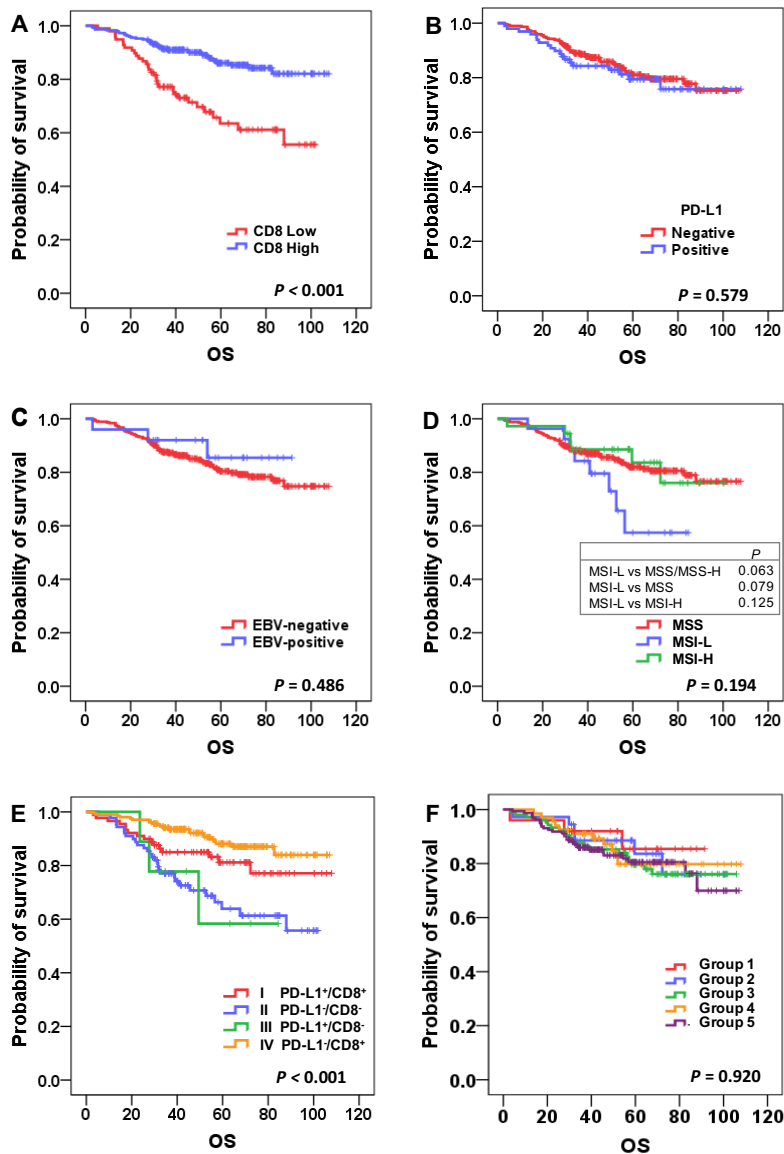 A
Probability of survival
1.0
0.8
0.6
0.4
0.2
0.0
CD8 Low
CD8 High
P < 0.001
0 20 40 60 80 100 120
OS
B
Probability of survival
1.0
0.8
0.6
0.4
0.2
0.0
PD-L1
Negative
Positive
P = 0.579
0 20 40 60 80 100 120
OS
C
Probability of survival
1.0
0.8
0.6
0.4
0.2
0.0
EBV-negative
EBV-positive
P = 0.486
0 20 40 60 80 100 120
OS
D
Probability of survival
1.0
0.8
0.6
0.4
0.2
0.0
P
MSI-L vs MSS/MSS-H 0.063
MSI-L vs MSS 0.079
MSI-L vs MSI-H 0.125
MSS
MSI-L
MSI-H
P = 0.194
0 20 40 60 80 100 120
OS
E
Probability of survival
1.0
0.8
0.6
0.4
0.2
0.0
I PD-L1⁺/CD8⁺
II PD-L1⁻/CD8⁻
III PD-L1⁺/CD8⁻
IV PD-L1⁻/CD8⁺
P < 0.001
0 20 40 60 80 100 120
OS
F
Probability of survival
1.0
0.8
0.6
0.4
0.2
0.0
Group 1
Group 2
Group 3
Group 4
Group 5
P = 0.920
0 20 40 60 80 100 120
OS